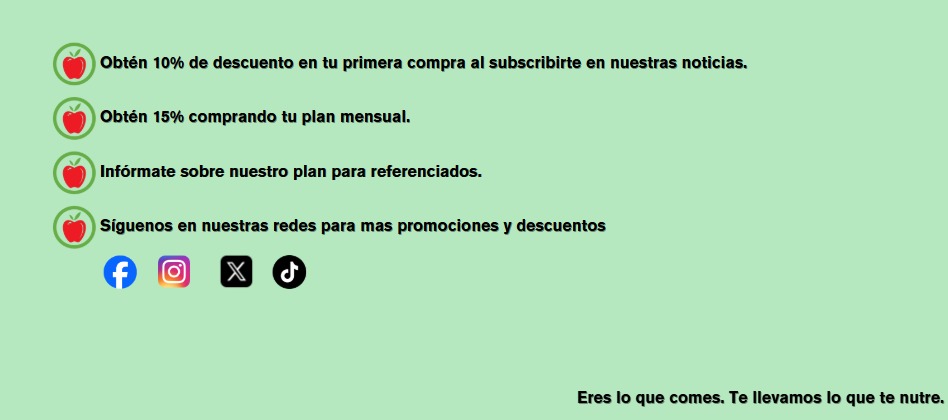 Obtén 10% de descuento en tu primera compra al subscribirte en nuestras noticias.
Obtén 15% comprando tu plan mensual.
Infórmate sobre nuestro plan para referenciados.
Síguenos en nuestras redes para mas promociones y descuentos
Eres lo que comes. Te llevamos lo que te nutre.